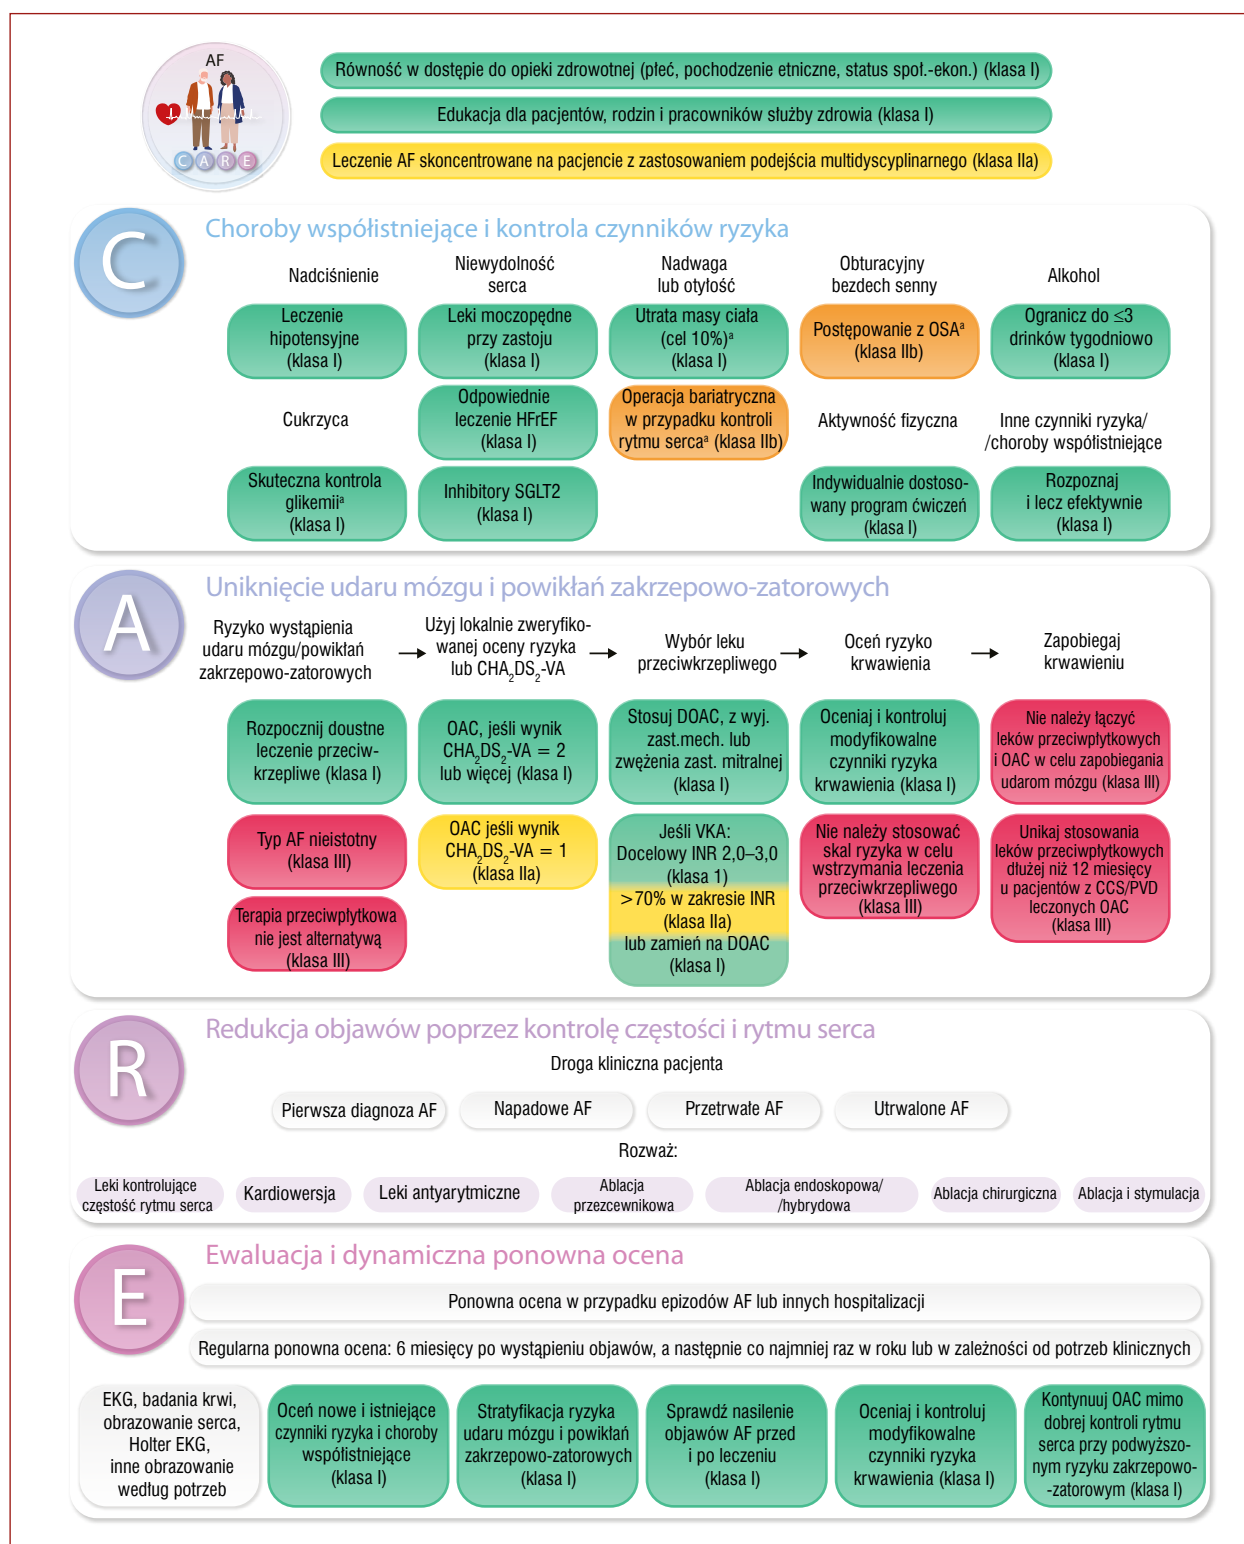 AF
C A R E
Równość w dostępie do opieki zdrowotnej (płeć, pochodzenie etniczne, status społ.-ekon.) (klasa I)
Edukacja dla pacjentów, rodzin i pracowników służby zdrowia (klasa I)
Leczenie AF skoncentrowane na pacjencie z zastosowaniem podejścia multidyscyplinarnego (klasa IIa)
C
Choroby współistniejące i kontrola czynników ryzyka
Nadciśnienie
Leczenie
hipotensyjne
(klasa I)
Cukrzyca
Skuteczna kontrola
glikemiiª
(klasa I)
Niewydolność
serca
Leki moczopędne
przy zastoju
(klasa I)
Odpowiednie
leczenie HFrEF
(klasa I)
Inhibitory SGLT2
(klasa I)
Nadwaga
lub otyłość
Utrata masy ciała
(cel 10%)ª
(klasa I)
Operacja bariatryczna
w przypadku kontroli
rytmu sercaª (klasa IIb)
Obturacyjny
bezdech senny
Postępowanie z OSAª
(klasa IIb)
Aktywność fizyczna
Indywidualnie dostoso-
wany program ćwiczeń
(klasa I)
Alkohol
Ogranicz do ≤3
drinków tygodniowo
(klasa I)
Inne czynniki ryzyka/
/choroby współistniejące
Rozpoznaj
i lecz efektywnie
(klasa I)
A
Uniknięcie udaru mózgu i powikłań zakrzepowo-zatorowych
Ryzyko wystąpienia
udaru mózgu/powikłań
zakrzepowo-zatorowych
Rozpocznij doustne
leczenie przeciw-
krzepliwe (klasa I)
Typ AF nieistotny
(klasa III)
Terapia przeciwpłytkowa
nie jest alternatywą
(klasa III)
Użyj lokalnie zweryfiko-
wanej oceny ryzyka
lub CHA₂DS₂-VA
OAC, jeśli wynik
CHA₂DS₂-VA = 2
lub więcej (klasa I)
OAC jeśli wynik
CHA₂DS₂-VA = 1
(klasa IIa)
Wybór leku
przeciwkrzepliwego
Stosuj DOAC, z wyj.
zast.mech. lub
zwężenia zast. mitralnej
(klasa I)
Jeśli VKA:
Docelowy INR 2,0–3,0
(klasa 1)
>70% w zakresie INR
(klasa IIa)
lub zamień na DOAC
(klasa I)
Oceń ryzyko
krwawienia
Oceniaj i kontroluj
modyfikowalne
czynniki ryzyka
krwawienia (klasa I)
Nie należy stosować
skal ryzyka w celu
wstrzymania leczenia
przeciwkrzepliwego
(klasa III)
Zapobiegaj
krwawieniu
Nie należy łączyć
leków przeciwpłytkowych
i OAC w celu zapobiegania
udarom mózgu (klasa III)
Unikaj stosowania
leków przeciwpłytkowych
dłużej niż 12 miesięcy
u pacjentów z CCS/PVD
leczonych OAC
(klasa III)
R
Redukcja objawów poprzez kontrolę częstości i rytmu serca
Droga kliniczna pacjenta
Pierwsza diagnoza AF
Napadowe AF
Przetrwałe AF
Utrwalone AF
Rozważ:
Leki kontrolujące
częstość rytmu serca
Kardiowersja
Leki antyarytmiczne
Ablacja
przezcewnikowa
Ablacja endoskopowa/
/hybrydowa
Ablacja chirurgiczna
Ablacja i stymulacja
E
Ewaluacja i dynamiczna ponowna ocena
Ponowna ocena w przypadku epizodów AF lub innych hospitalizacji
Regularna ponowna ocena: 6 miesięcy po wystąpieniu objawów, a następnie co najmniej raz w roku lub w zależności od potrzeb klinicznych
EKG, badania krwi,
obrazowanie serca,
Holter EKG,
inne obrazowanie
według potrzeb
Oceń nowe i istniejące
czynniki ryzyka i choroby
współistniejące
(klasa I)
Stratyfikacja ryzyka
udaru mózgu i powikłań
zakrzepowo-zatorowych
(klasa I)
Sprawdź nasilenie
objawów AF przed
i po leczeniu
(klasa I)
Oceniaj i kontroluj
modyfikowalne
czynniki ryzyka
krwawienia (klasa I)
Kontynuuj OAC mimo
dobrej kontroli rytmu
serca przy podwyższo-
nym ryzyku zakrzepowo-
-zatorowym (klasa I)